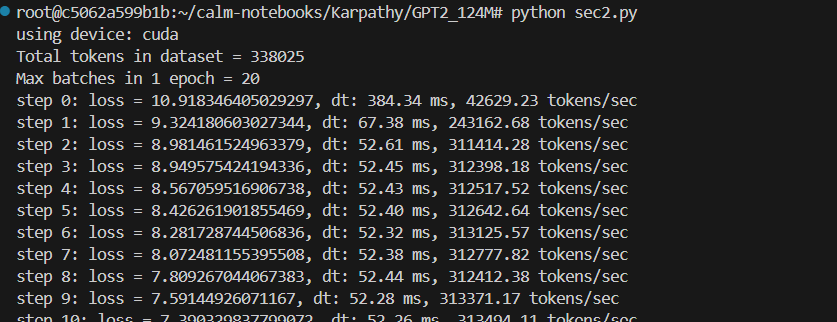 root@c5062a599b1b:~/calm-notebooks/Karpathy/GPT2_124M# python sec2.py
using device: cuda
Total tokens in dataset = 338025
Max batches in 1 epoch = 20
step 0: loss = 10.918346405029297, dt: 384.34 ms, 42629.23 tokens/sec
step 1: loss = 9.324180603027344, dt: 67.38 ms, 243162.68 tokens/sec
step 2: loss = 8.981461524963379, dt: 52.61 ms, 311414.28 tokens/sec
step 3: loss = 8.949575424194336, dt: 52.45 ms, 312398.18 tokens/sec
step 4: loss = 8.567059516906738, dt: 52.43 ms, 312517.52 tokens/sec
step 5: loss = 8.426261901855469, dt: 52.40 ms, 312642.64 tokens/sec
step 6: loss = 8.281728744506836, dt: 52.32 ms, 313125.57 tokens/sec
step 7: loss = 8.072481155395508, dt: 52.38 ms, 312777.82 tokens/sec
step 8: loss = 7.809267044067383, dt: 52.44 ms, 312412.38 tokens/sec
step 9: loss = 7.59144926071167, dt: 52.28 ms, 313371.17 tokens/sec
step 10: loss = 7.390329837799072, dt: 52.26 ms, 313494.11 tokens/sec